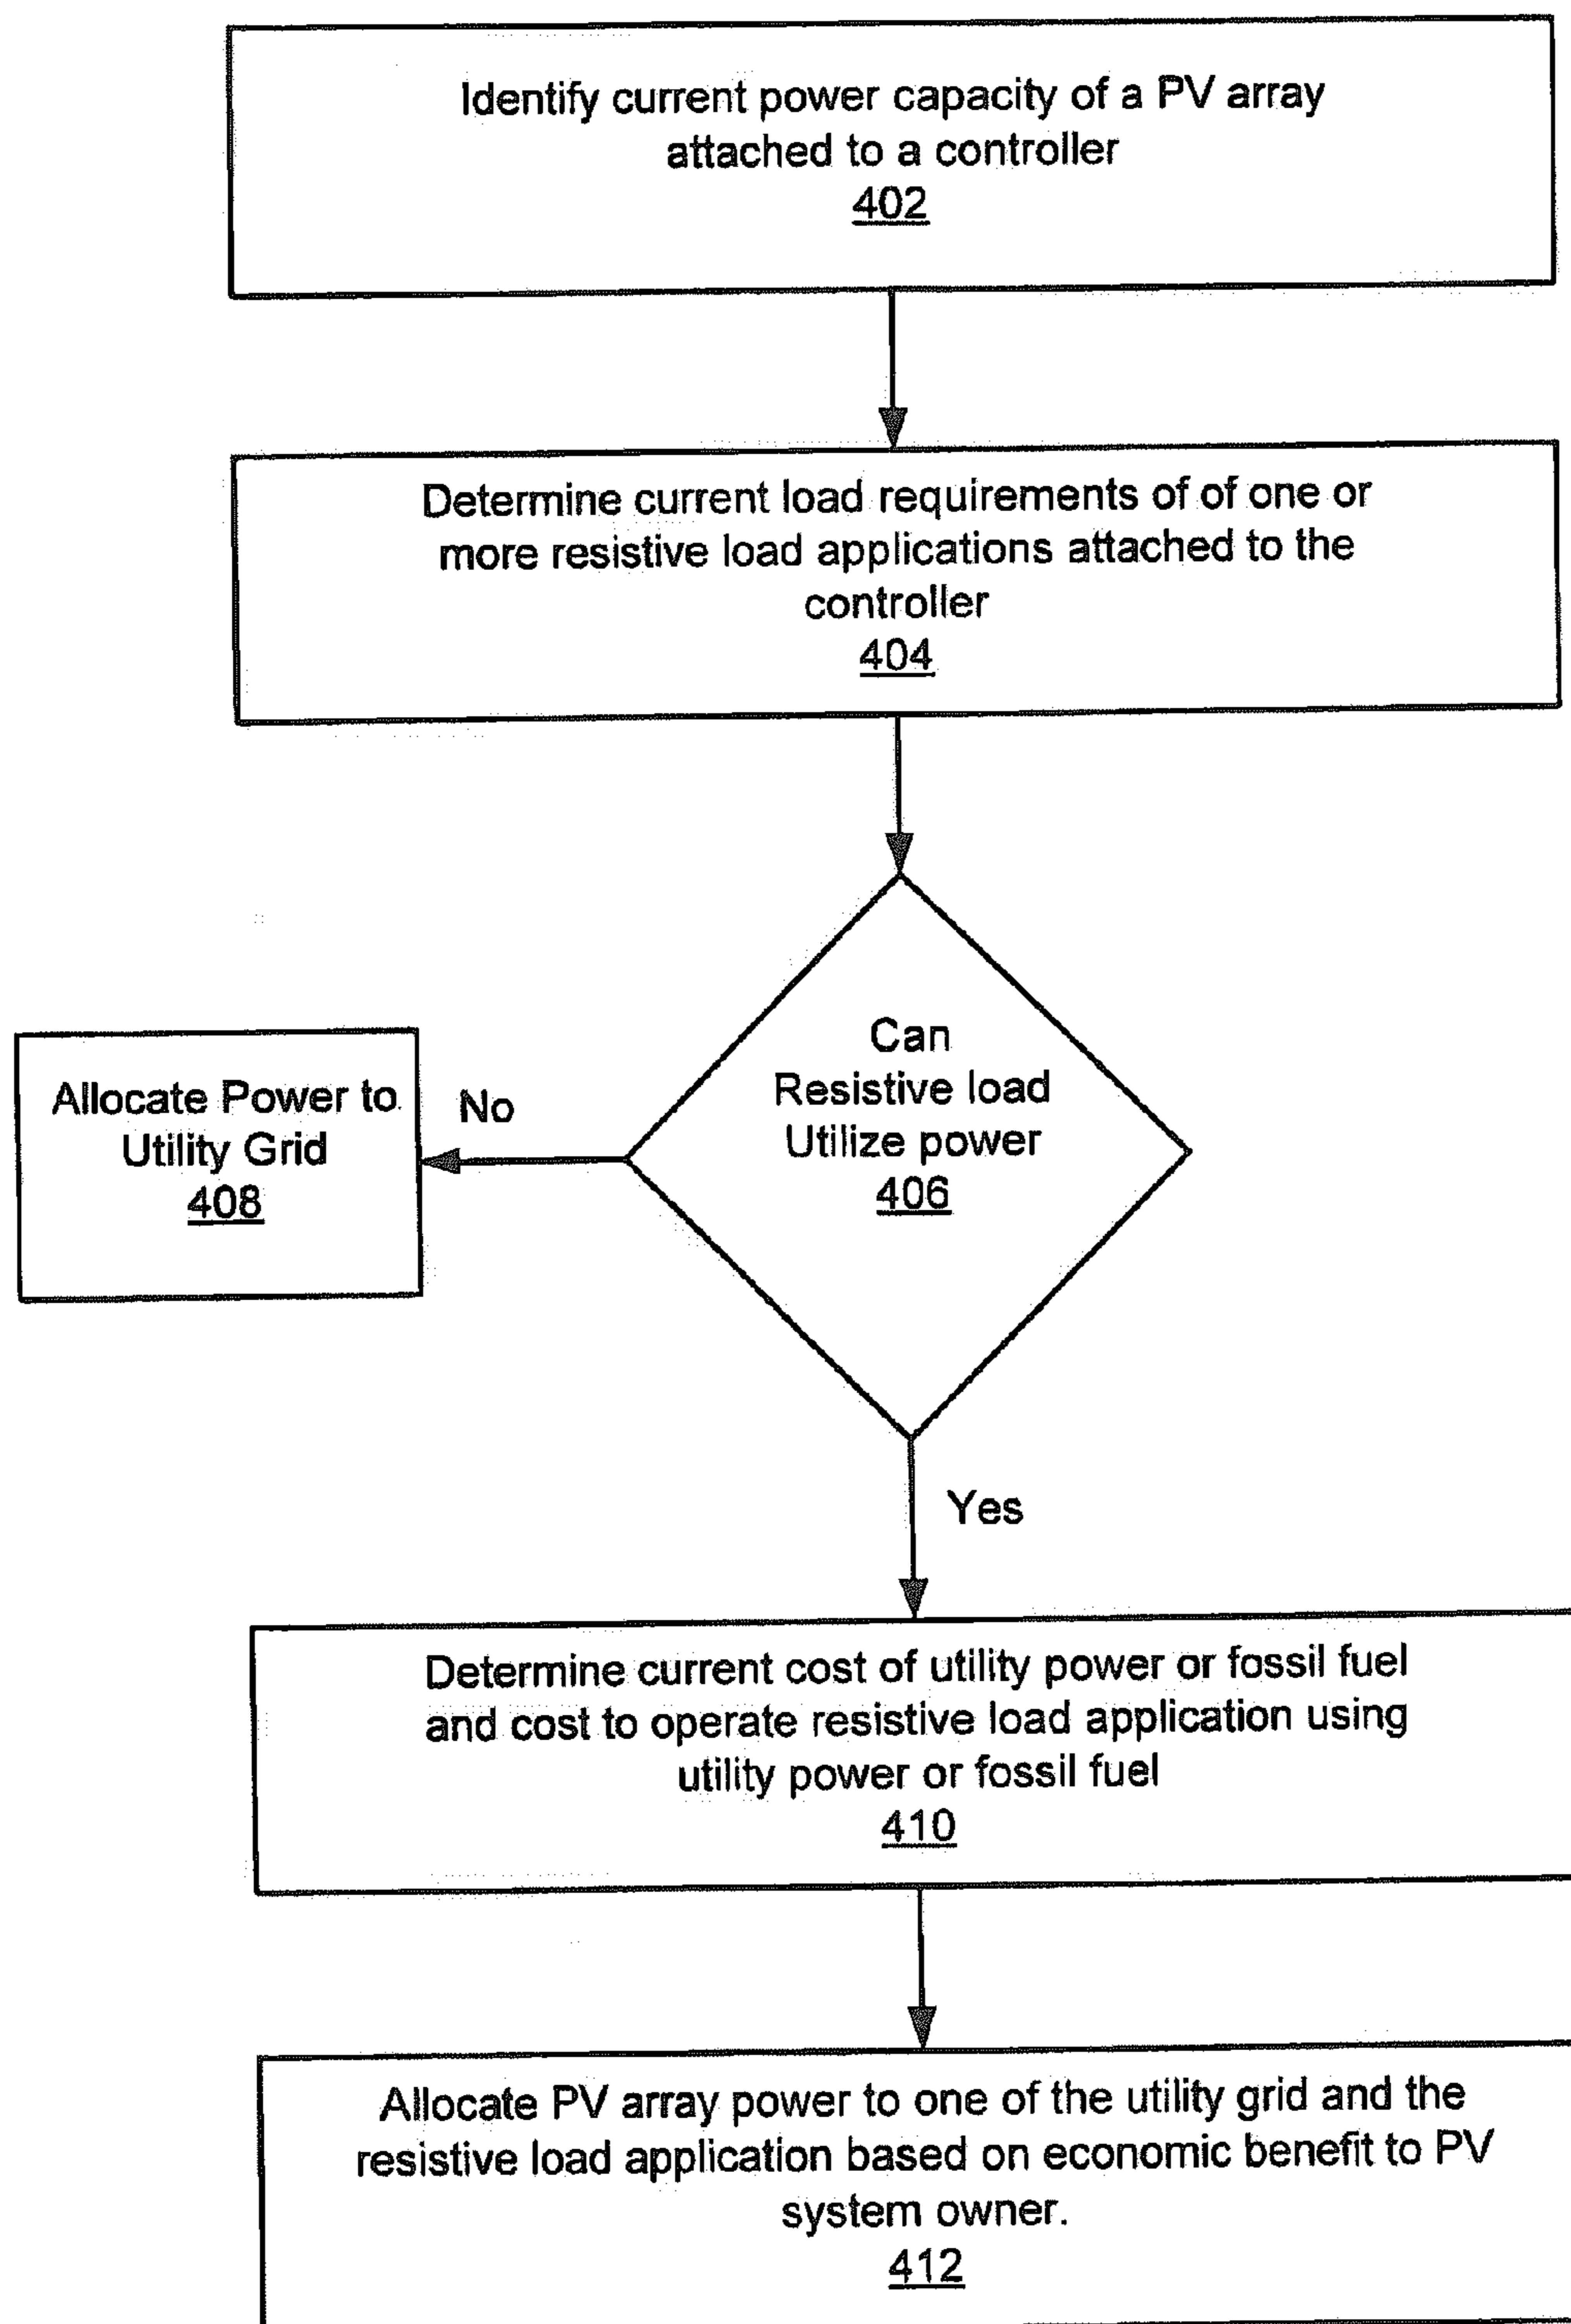 Identify current power capacity of a PV array
attached to a controller
402
Determine current load requirements of of one or
more resistive load applications attached to the
controller
404
Can
Resistive load
Utilize power
406
No
Allocate Power to
Utility Grid
408
Yes
Determine current cost of utility power or fossil fuel
and cost to operate resistive load application using
utility power or fossil fuel
410
Allocate PV array power to one of the utility grid and the
resistive load application based on economic benefit to PV
system owner.
412